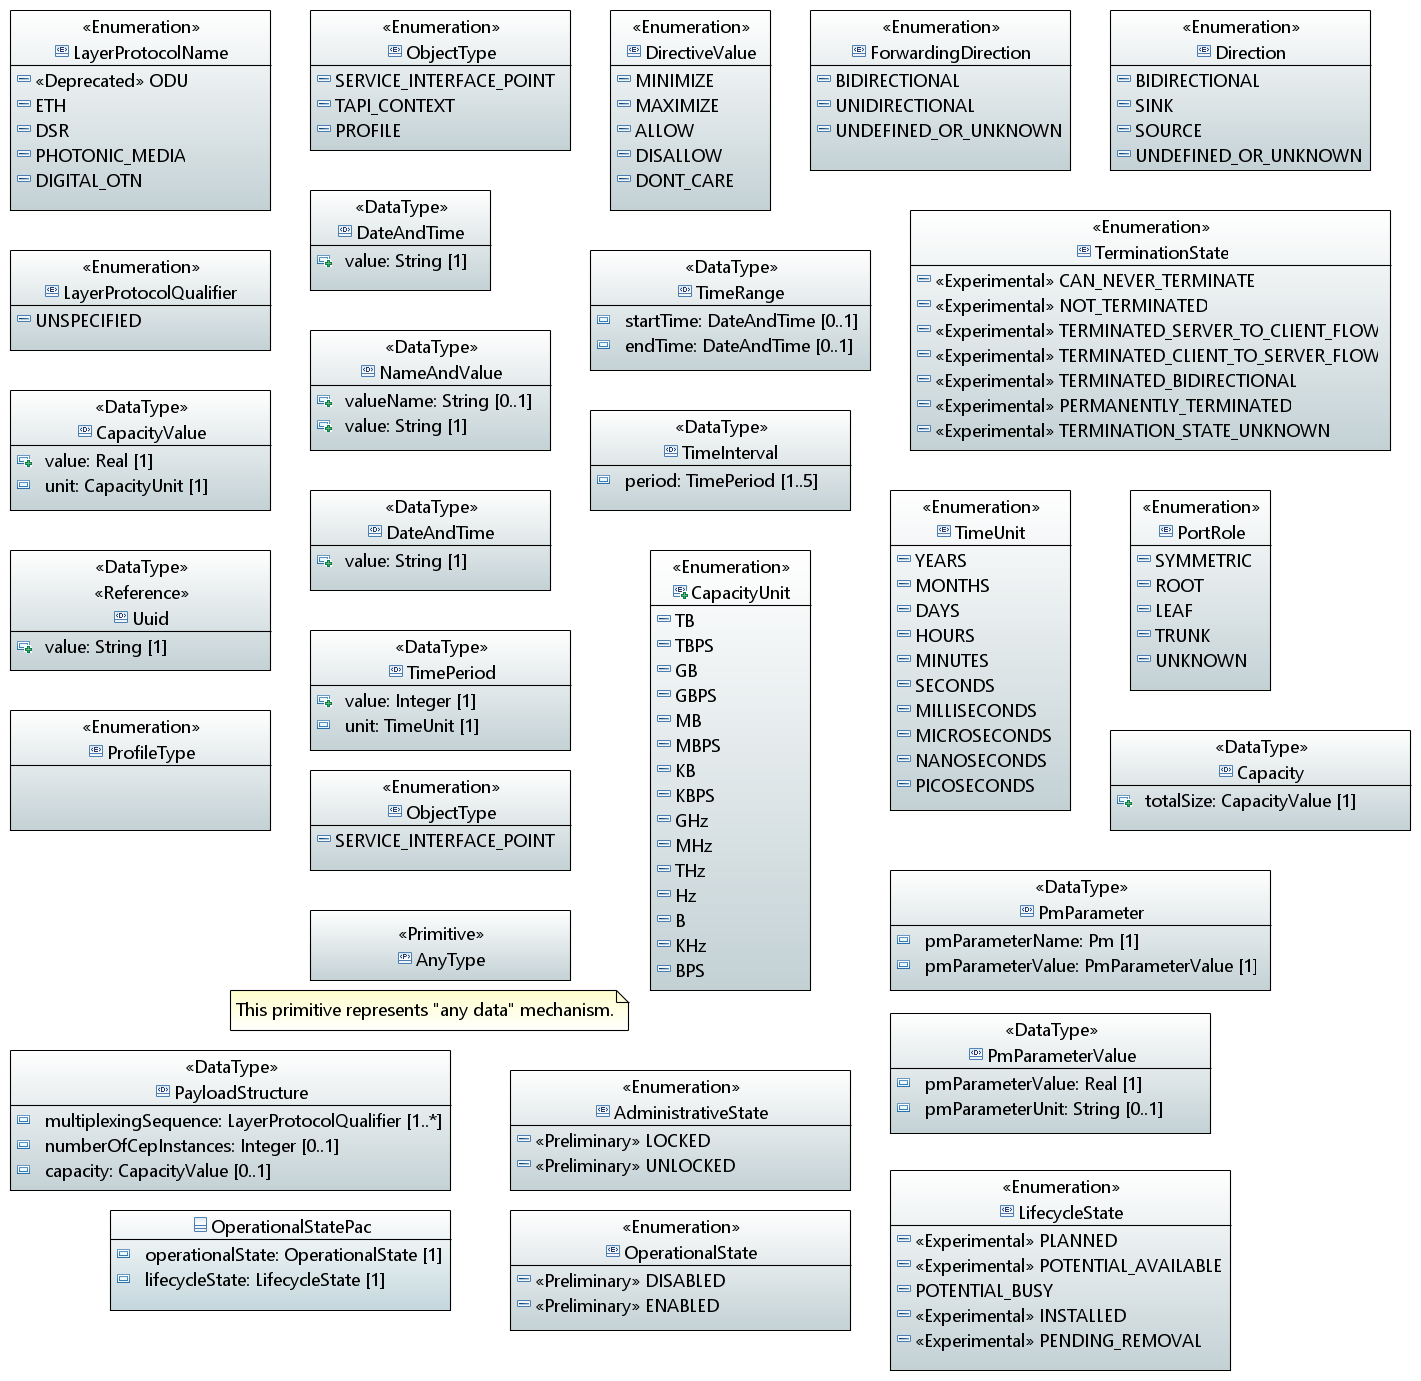 «Enumeration»
LayerProtocolName
«Deprecated» ODU
ETH
DSR
PHOTONIC_MEDIA
DIGITAL_OTN
«Enumeration»
ObjectType
SERVICE_INTERFACE_POINT
TAPI_CONTEXT
PROFILE
«Enumeration»
DirectiveValue
MINIMIZE
MAXIMIZE
ALLOW
DISALLOW
DONT_CARE
«Enumeration»
ForwardingDirection
BIDIRECTIONAL
UNIDIRECTIONAL
UNDEFINED_OR_UNKNOWN
«Enumeration»
Direction
BIDIRECTIONAL
SINK
SOURCE
UNDEFINED_OR_UNKNOWN
«DataType»
DateAndTime
value: String [1]
«Enumeration»
TerminationState
«Experimental» CAN_NEVER_TERMINATE
«Experimental» NOT_TERMINATED
«Experimental» TERMINATED_SERVER_TO_CLIENT_FLOW
«Experimental» TERMINATED_CLIENT_TO_SERVER_FLOW
«Experimental» TERMINATED_BIDIRECTIONAL
«Experimental» PERMANENTLY_TERMINATED
«Experimental» TERMINATION_STATE_UNKNOWN
«Enumeration»
LayerProtocolQualifier
UNSPECIFIED
«DataType»
TimeRange
startTime: DateAndTime [0..1]
endTime: DateAndTime [0..1]
«DataType»
NameAndValue
valueName: String [0..1]
value: String [1]
«DataType»
CapacityValue
value: Real [1]
unit: CapacityUnit [1]
«DataType»
TimeInterval
period: TimePeriod [1..5]
«DataType»
DateAndTime
value: String [1]
«Enumeration»
TimeUnit
YEARS
MONTHS
DAYS
HOURS
MINUTES
SECONDS
MILLISECONDS
MICROSECONDS
NANOSECONDS
PICOSECONDS
«Enumeration»
PortRole
SYMMETRIC
ROOT
LEAF
TRUNK
UNKNOWN
«DataType»
«Reference»
Uuid
value: String [1]
«Enumeration»
CapacityUnit
TB
TBPS
GB
GBPS
MB
MBPS
KB
KBPS
GHz
MHz
THz
Hz
B
KHz
BPS
«DataType»
TimePeriod
value: Integer [1]
unit: TimeUnit [1]
«Enumeration»
ProfileType
«DataType»
Capacity
totalSize: CapacityValue [1]
«Enumeration»
ObjectType
SERVICE_INTERFACE_POINT
«DataType»
PmParameter
pmParameterName: Pm [1]
pmParameterValue: PmParameterValue [1]
«Primitive»
AnyType
This primitive represents "any data" mechanism.
«DataType»
PmParameterValue
pmParameterValue: Real [1]
pmParameterUnit: String [0..1]
«DataType»
PayloadStructure
multiplexingSequence: LayerProtocolQualifier [1..*]
numberOfCepInstances: Integer [0..1]
capacity: CapacityValue [0..1]
«Enumeration»
AdministrativeState
«Preliminary» LOCKED
«Preliminary» UNLOCKED
«Enumeration»
LifecycleState
«Experimental» PLANNED
«Experimental» POTENTIAL_AVAILABLE
POTENTIAL_BUSY
«Experimental» INSTALLED
«Experimental» PENDING_REMOVAL
OperationalStatePac
operationalState: OperationalState [1]
lifecycleState: LifecycleState [1]
«Enumeration»
OperationalState
«Preliminary» DISABLED
«Preliminary» ENABLED